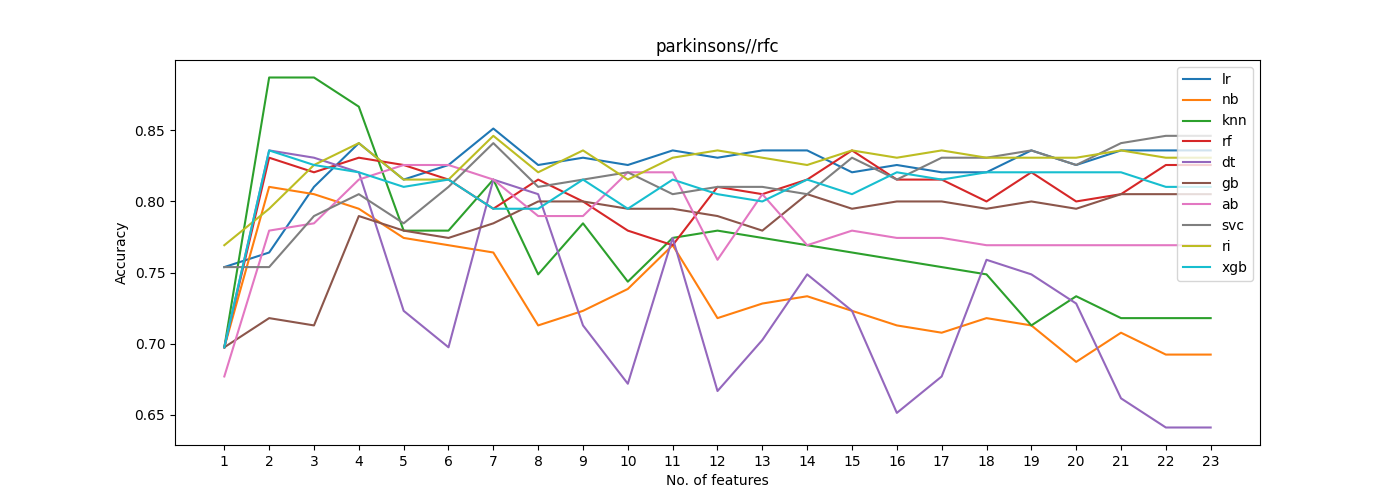 parkinsons//rfc
Accuracy
0.85
0.80
0.75
0.70
0.65
1 2 3 4 5 6 7 8 9 10 11 12 13 14 15 16 17 18 19 20 21 22 23
No. of features
lr
nb
knn
rf
dt
gb
ab
svc
ri
xgb